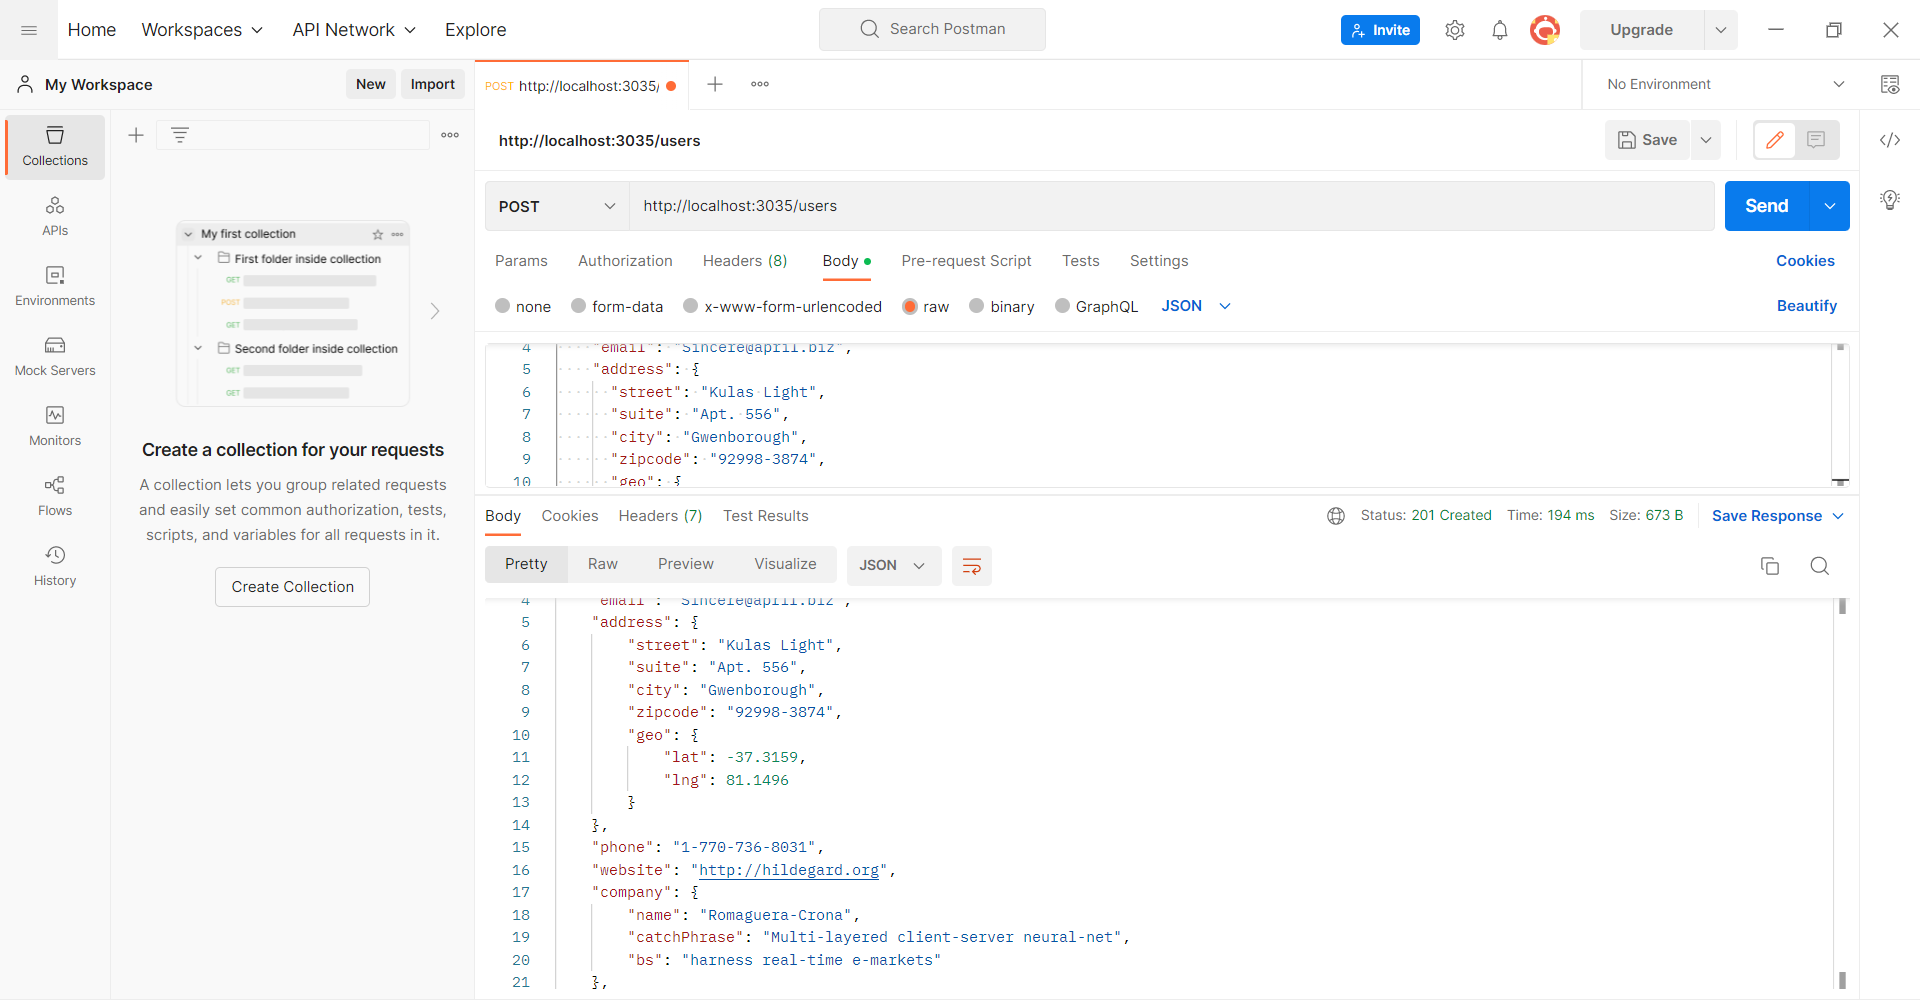 Home Workspaces API Network Explore Search Postman Invite Upgrade
My Workspace New Import POST http://localhost:3035/ No Environment
http://localhost:3035/users Save
POST http://localhost:3035/users Send
Params Authorization Headers (8) Body Pre-request Script Tests Settings Cookies
none form-data x-www-form-urlencoded raw binary GraphQL JSON Beautify
Collections
APIs
Environments
Mock Servers
Monitors
Flows
History
My first collection
First folder inside collection
GET
POST
GET
Second folder inside collection
GET
GET
Create a collection for your requests
A collection lets you group related requests
and easily set common authorization, tests,
scripts, and variables for all requests in it.
Create Collection
4 "email": "Sincere@april.biz",
5 "address": {
6 "street": "Kulas Light",
7 "suite": "Apt. 556",
8 "city": "Gwenborough",
9 "zipcode": "92998-3874",
10 "geo": {
Body Cookies Headers (7) Test Results Status: 201 Created Time: 194 ms Size: 673 B Save Response
Pretty Raw Preview Visualize JSON
4 "email": "Sincere@april.biz",
5 "address": {
6 "street": "Kulas Light",
7 "suite": "Apt. 556",
8 "city": "Gwenborough",
9 "zipcode": "92998-3874",
10 "geo": {
11 "lat": -37.3159,
12 "lng": 81.1496
13 }
14 },
15 "phone": "1-770-736-8031",
16 "website": "http://hildegard.org",
17 "company": {
18 "name": "Romaguera-Crona",
19 "catchPhrase": "Multi-layered client-server neural-net",
20 "bs": "harness real-time e-markets"
21 },